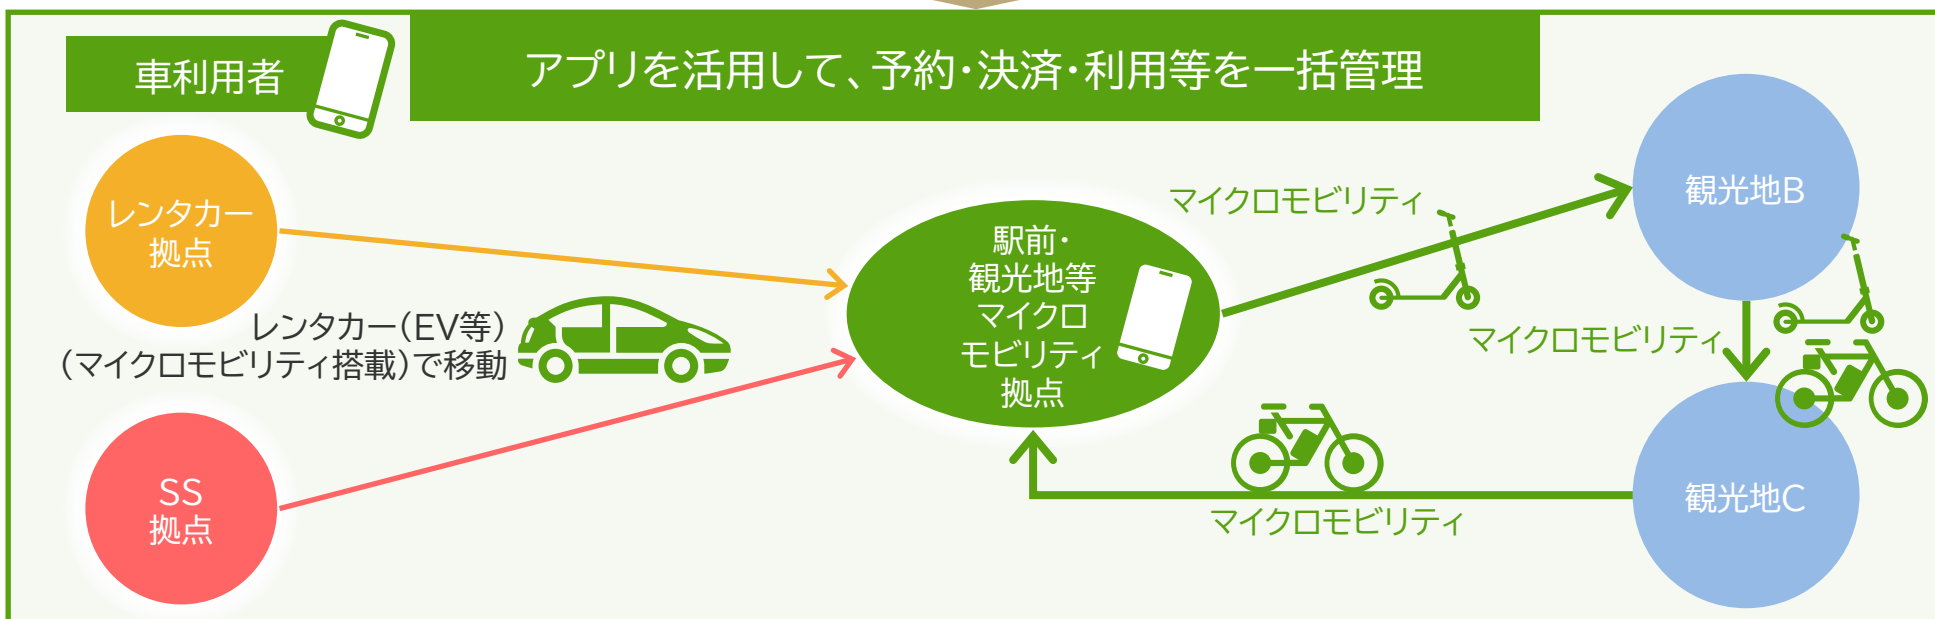 車利用者
アプリを活用して、予約・決済・利用等を一括管理
レンタカー
拠点
レンタカー(EV等)
(マイクロモビリティ搭載)で移動
SS
拠点
駅前・
観光地等
マイクロ
モビリティ
拠点
マイクロモビリティ
観光地B
マイクロモビリティ
観光地C
マイクロモビリティ